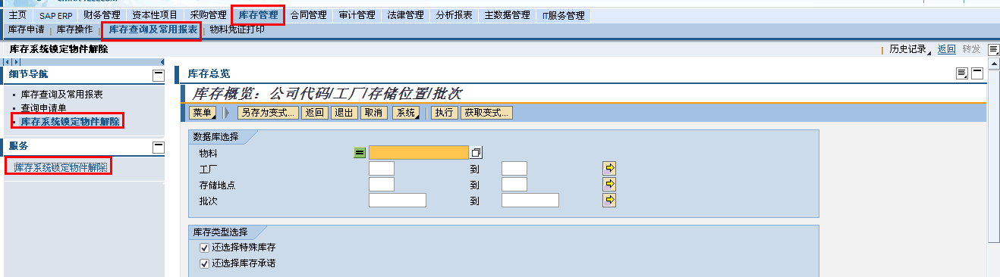 CHINA TELECOM
主页 SAP ERP 财务管理 资本性项目 采购管理 库存管理 合同管理 审计管理 法律管理 分析报表 主数据管理 IT服务管理
库存申请 库存操作 库存查询及常用报表 物料凭证打印
库存系统锁定物件解除 历史记录 返回 转发
细节导航
库存查询及常用报表
查询申请单
库存系统锁定物件解除
服务
库存系统锁定物件解除
库存总览
库存概览：公司代码/工厂/存储位置/批次
菜单 另存为变式... 返回 退出 取消 系统 执行 获取变式...
数据库选择
物料
工厂 到
存储地点 到
批次 到
库存类型选择
还选择特殊库存
还选择库存承诺